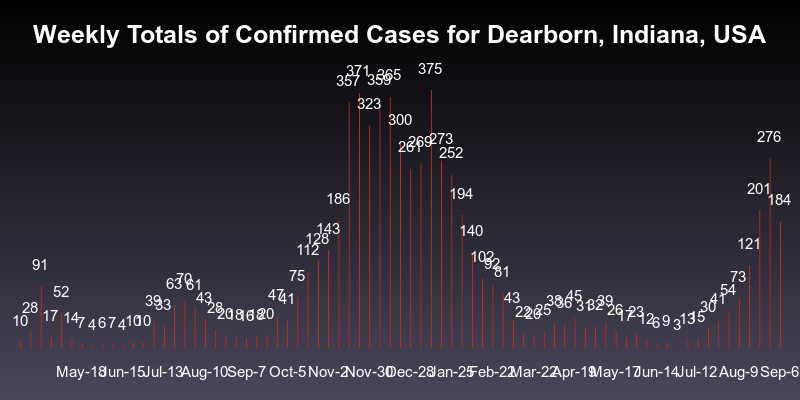 Weekly Totals of Confirmed Cases for Dearborn, Indiana, USA
10 28 91 17 52 14 7 4 6 7 4 10 10 39 33 63 70 61 43 28 20 18 16 18 20 47 41 75 112 128 143 186 357 371 323 359 365 300 261 269 375 273 252 194 140 102 92 81 43 22 20 25 38 36 45 31 32 39 26 17 23 12 6 9 3 13 15 30 41 54 73 121 201 276 184
May-18 Jun-15 Jul-13 Aug-10 Sep-7 Oct-5 Nov-2 Nov-30 Dec-28 Jan-25 Feb-22 Mar-22 Apr-19 May-17 Jun-14 Jul-12 Aug-9 Sep-6